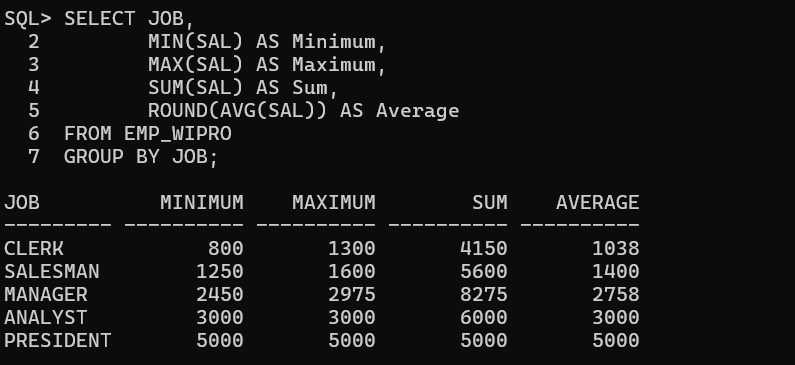 SQL> SELECT JOB,
  2         MIN(SAL) AS Minimum,
  3         MAX(SAL) AS Maximum,
  4         SUM(SAL) AS Sum,
  5         ROUND(AVG(SAL)) AS Average
  6  FROM EMP_WIPRO
  7  GROUP BY JOB;

JOB          MINIMUM    MAXIMUM        SUM    AVERAGE
--------- ---------- ---------- ---------- ----------
CLERK            800       1300       4150       1038
SALESMAN        1250       1600       5600       1400
MANAGER         2450       2975       8275       2758
ANALYST         3000       3000       6000       3000
PRESIDENT       5000       5000       5000       5000